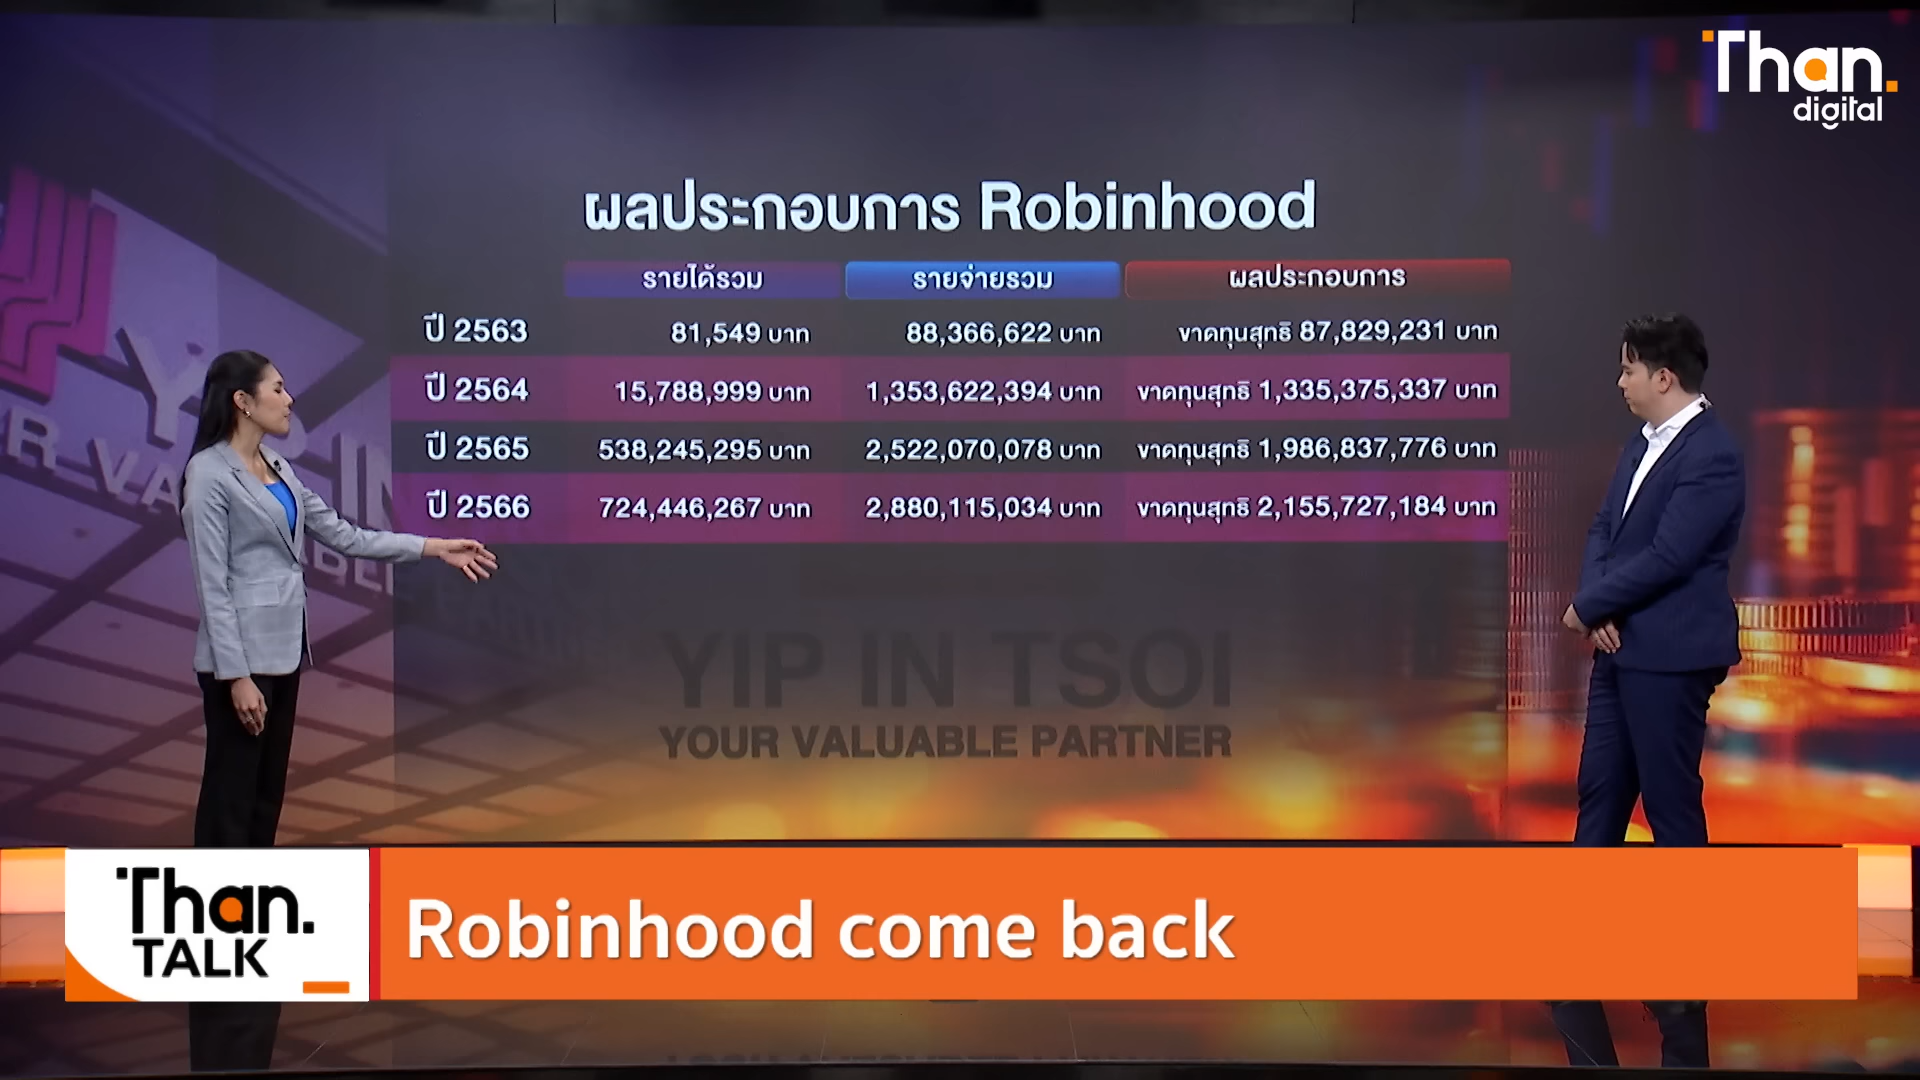 Than.
digital
ผลประกอบการ Robinhood
รายได้รวม รายจ่ายรวม ผลประกอบการ
ปี 2563 81,549 บาท 88,366,622 บาท ขาดทุนสุทธิ 87,829,231 บาท
ปี 2564 15,788,999 บาท 1,353,622,394 บาท ขาดทุนสุทธิ 1,335,375,337 บาท
ปี 2565 538,245,295 บาท 2,522,070,078 บาท ขาดทุนสุทธิ 1,986,837,776 บาท
ปี 2566 724,446,267 บาท 2,880,115,034 บาท ขาดทุนสุทธิ 2,155,727,184 บาท
YIP IN TSOI
YOUR VALUABLE PARTNER
Than.
TALK
Robinhood come back